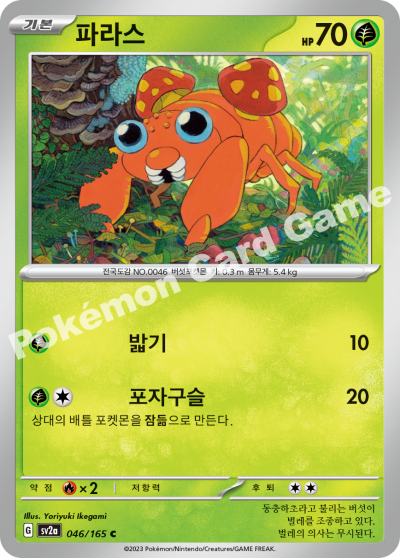 기본 파라스 HP 70
전국도감 NO.0046 버섯포켓몬 키: 0.3 m 몸무게: 5.4 kg
Pokémon Card Game
밟기 10
포자구슬 20
상대의 배틀 포켓몬을 잠듦으로 만든다.
약점 ×2 저항력 후퇴
Illus. Yoriyuki Ikegami
G sv2a 046/165 C
동충하초라고 불리는 버섯이
벌레를 조종하고 있다.
벌레의 의사는 무시된다.
©2023 Pokémon/Nintendo/Creatures/GAME FREAK.